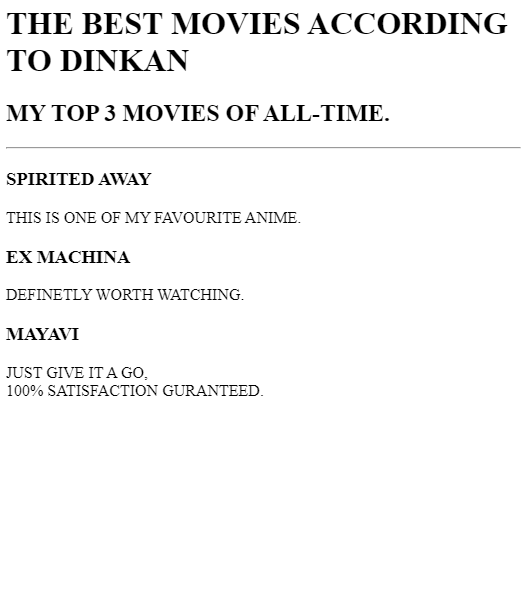 THE BEST MOVIES ACCORDING
TO DINKAN
MY TOP 3 MOVIES OF ALL-TIME.
SPIRITED AWAY
THIS IS ONE OF MY FAVOURITE ANIME.
EX MACHINA
DEFINETLY WORTH WATCHING.
MAYAVI
JUST GIVE IT A GO,
100% SATISFACTION GURANTEED.